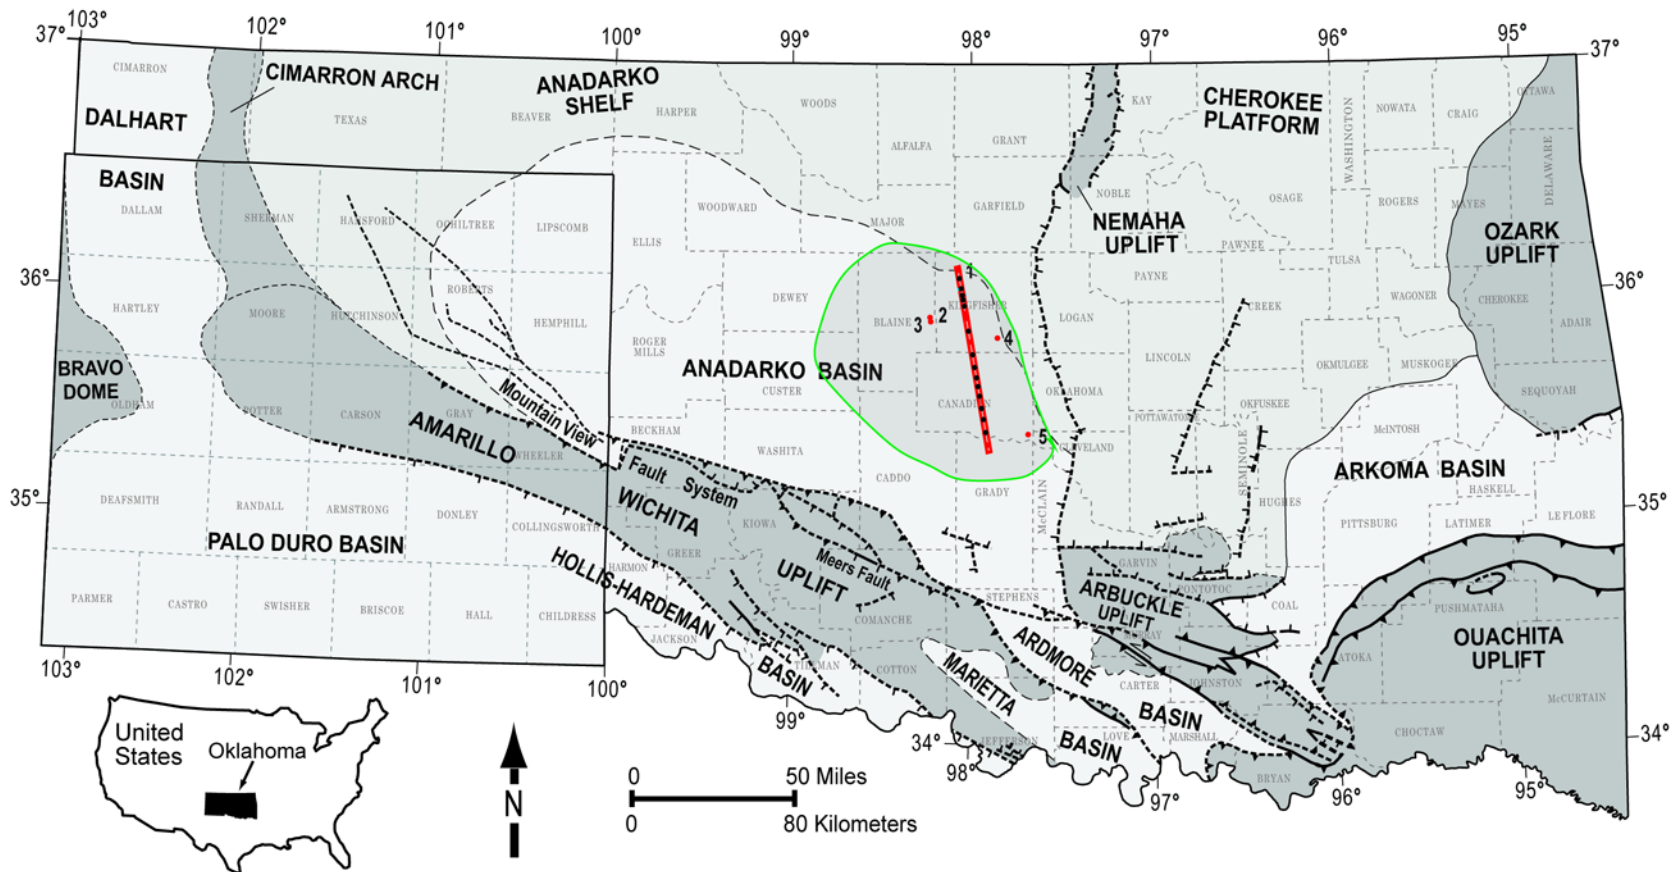 103°
102°
101°
100°
99°
98°
97°
96°
95°
37°
37°
CIMARRON
CIMARRON ARCH
ANADARKO
SHELF
DALHART
TEXAS
BEAVER
HARPER
WOODS
ALFALFA
GRANT
KAY
CHEROKEE
PLATFORM
WASHINGTON
NOWATA
CRAIG
OTTAWA
DELAWARE
BASIN
DALLAM
SHERMAN
HANSFORD
OCHILTREE
LIPSCOMB
ELLIS
WOODWARD
MAJOR
GARFIELD
NOBLE
NEMAHA
UPLIFT
OSAGE
PAWNEE
ROGERS
MAYES
OZARK
UPLIFT
36°
36°
HARTLEY
MOORE
HUTCHINSON
ROBERTS
HEMPHILL
ROGER
MILLS
DEWEY
BLAINE
KINGFISHER
1
2
3
4
5
LOGAN
PAYNE
CREEK
TULSA
WAGONER
CHEROKEE
ADAIR
BRAVO
DOME
OLDHAM
POTTER
CARSON
GRAY
WHEELER
Mountain View
AMARILLO
ANADARKO BASIN
CUSTER
CANADIAN
OKLAHOMA
LINCOLN
OKMULGEE
MUSKOGEE
SEQUOYAH
POTTAWATOMIE
OKFUSKEE
BECKHAM
WASHITA
CADDO
GRADY
CLEVELAND
McCLAIN
SEMINOLE
McINTOSH
ARKOMA BASIN
HASKELL
HUGHES
PITTSBURG
LATIMER
LEFLORE
35°
35°
DEAFSMITH
RANDALL
ARMSTRONG
DONLEY
COLLINGSWORTH
PALO DURO BASIN
Fault System
WICHITA
UPLIFT
KIOWA
GREER
HARMON
Meers Fault
HOLLIS-HARDEMAN
BASIN
STEPHENS
GARVIN
ARBUCKLE
UPLIFT
PONTOTOC
COAL
MURRAY
PUSHMATAHA
OUACHITA
UPLIFT
ATOKA
McCURTAIN
PARMER
CASTRO
SWISHER
BRISCOE
HALL
CHILDRESS
JACKSON
TILLMAN
COMANCHE
COTTON
ARDMORE
BASIN
MARIETTA
BASIN
CARTER
JOHNSTON
JEFFERSON
LOVE
MARSHALL
BRYAN
CHOCTAW
103°
102°
101°
100°
99°
34°
98°
97°
96°
95°
34°
United
States
Oklahoma
N
0
50 Miles
0
80 Kilometers